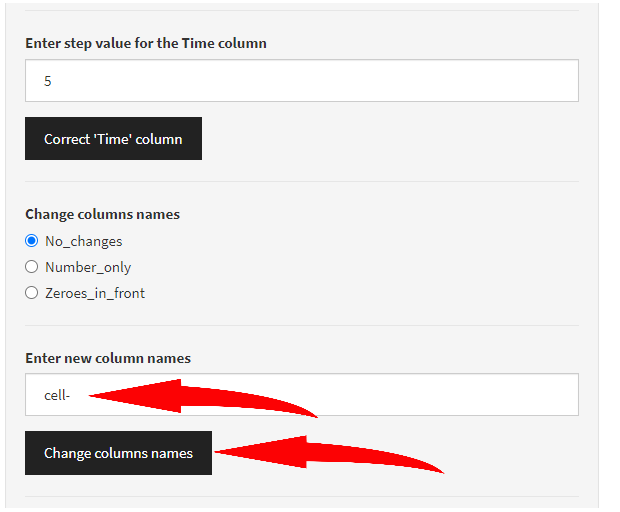 Enter step value for the Time column
5
Correct 'Time' column
Change columns names
No_changes
Number_only
Zeroes_in_front
Enter new column names
cell-
Change columns names